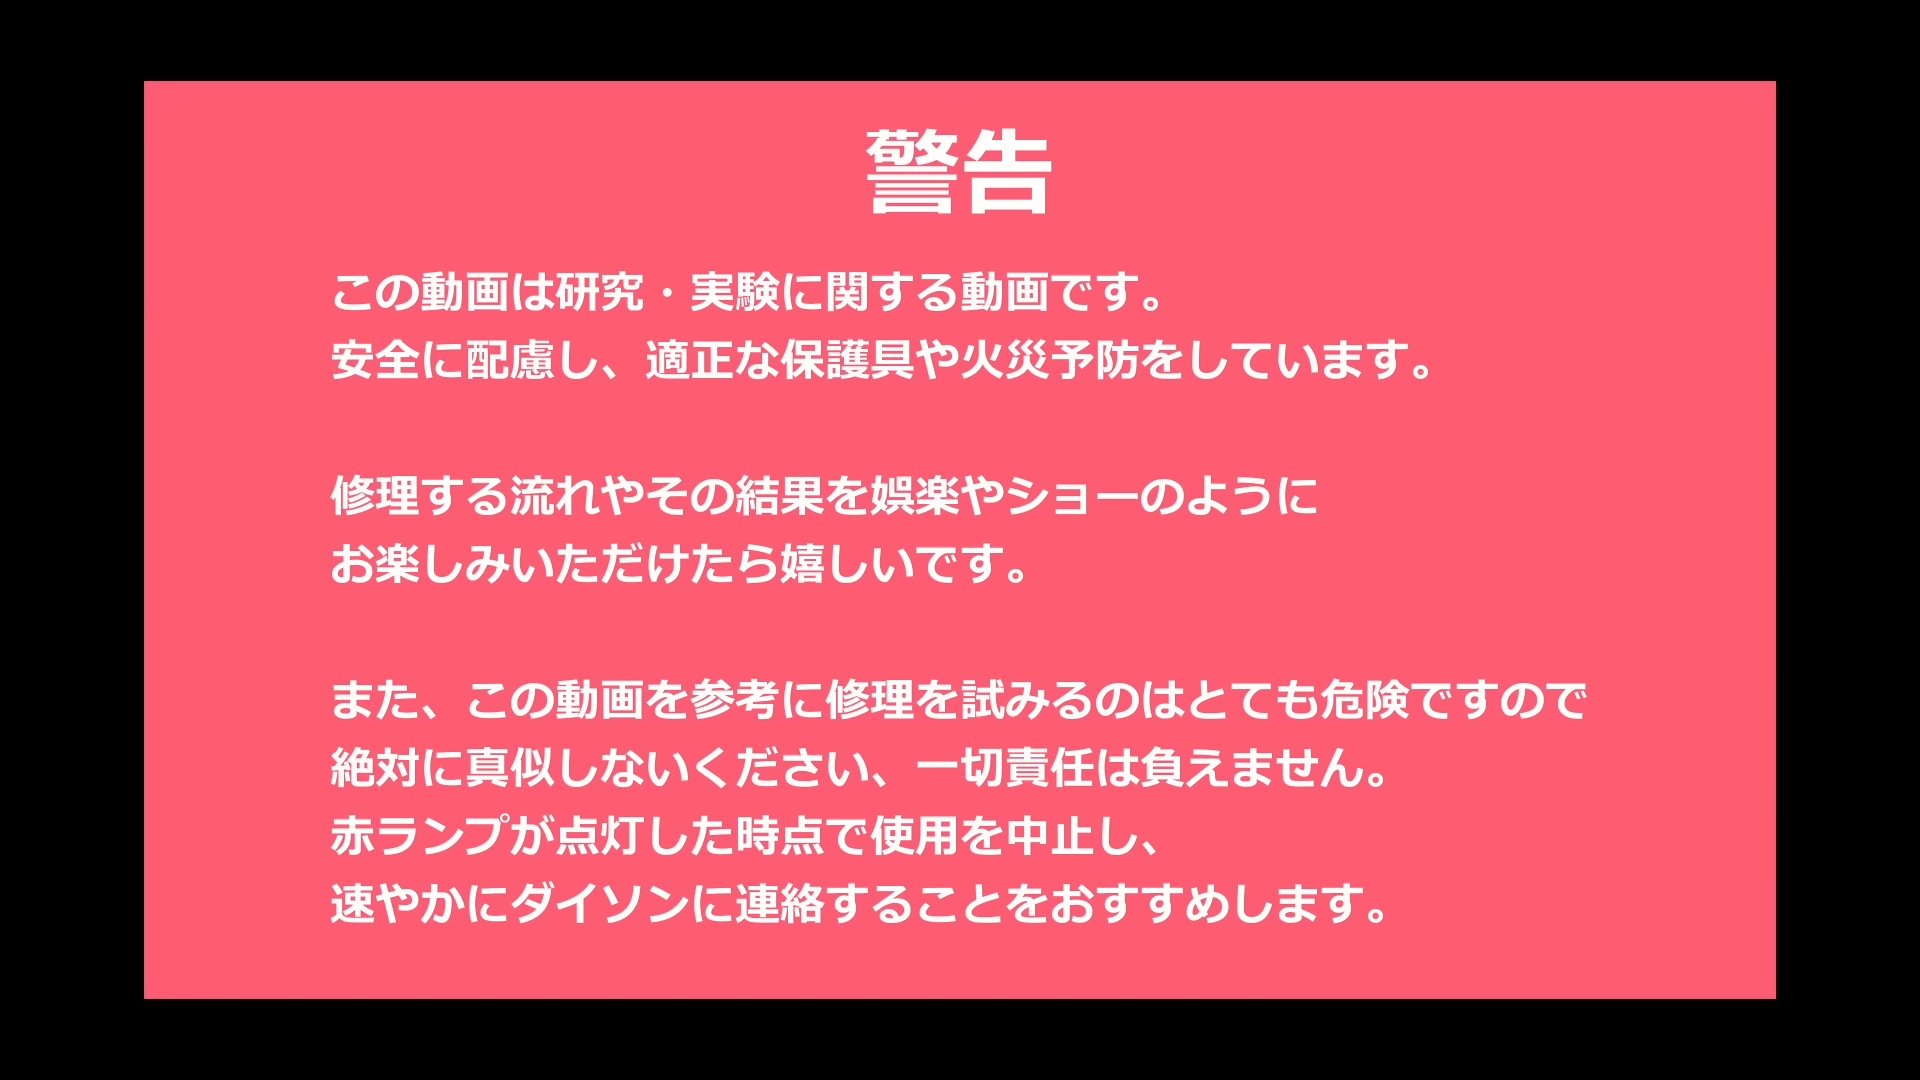 警告
この動画は研究・実験に関する動画です。
安全に配慮し、適正な保護具や火災予防をしています。
修理する流れやその結果を娯楽やショーのように
お楽しみいただけたら嬉しいです。
また、この動画を参考に修理を試みるのはとても危険ですので
絶対に真似しないください、一切責任は負えません。
赤ランプが点灯した時点で使用を中止し、
速やかにダイソンに連絡することをおすすめします。